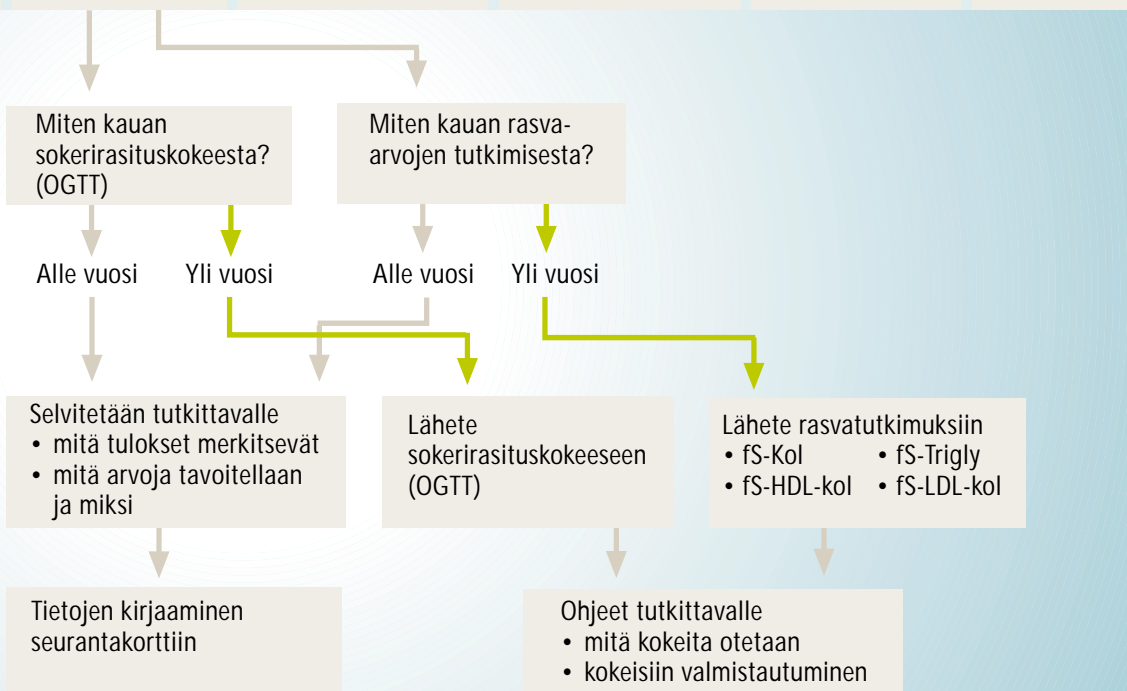 Miten kauan
sokerirasituskokeesta?
(OGTT)
Miten kauan rasva-
arvojen tutkimisesta?
Alle vuosi
Yli vuosi
Alle vuosi
Yli vuosi
Selvitetään tutkittavalle
• mitä tulokset merkitsevät
• mitä arvoja tavoitellaan
ja miksi
Lähete
sokerirasituskokeeseen
(OGTT)
Lähete rasvatutkimuksiin
• fS-Kol • fS-Trigly
• fS-HDL-kol • fS-LDL-kol
Tietojen kirjaaminen
seurantakorttiin
Ohjeet tutkittavalle
• mitä kokeita otetaan
• kokeisiin valmistautuminen